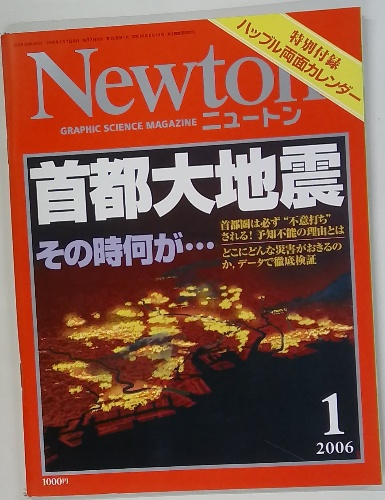 特別付録
ハッブル両面カレンダー
Newton
GRAPHIC SCIENCE MAGAZINE ニュートン
首都大地震
その時何が…
首都圏は必ず“不意打ち”
される!予知不能の理由とは
どこにどんな災害がおきるの
か,データで徹底検証
1
2006
1000円